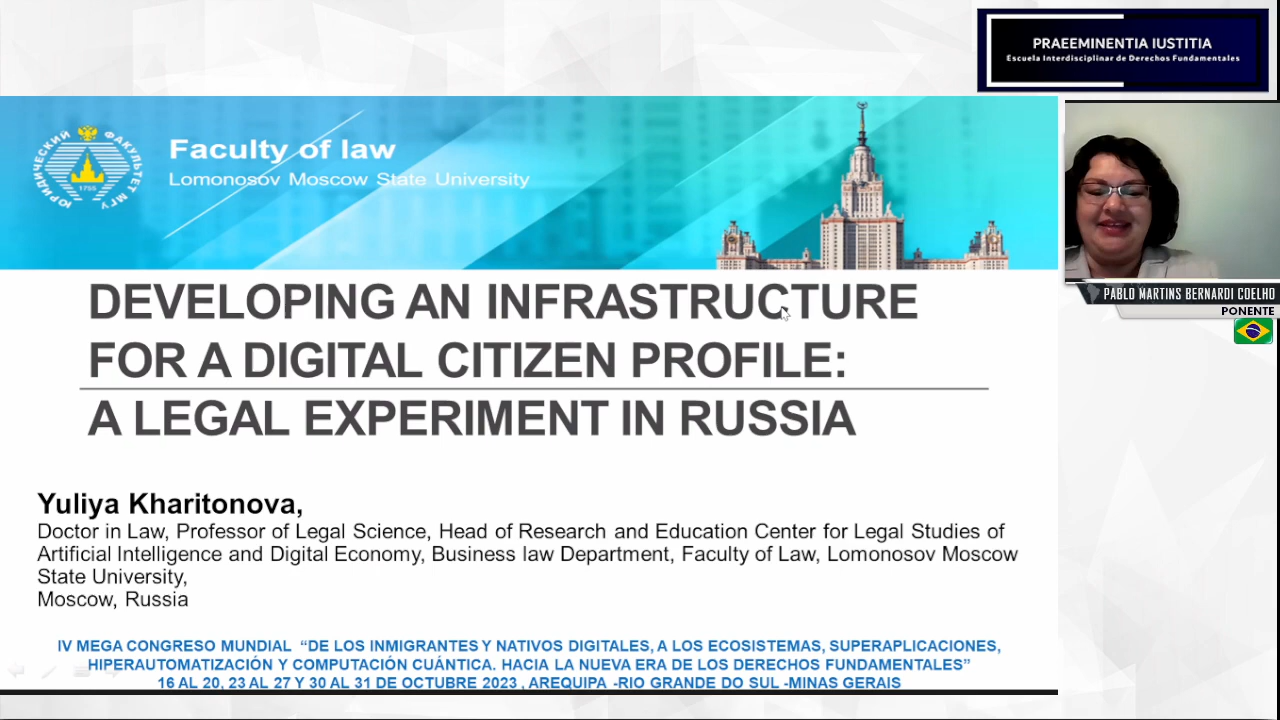 PRAEEMINENTIA IUSTITIA
Escuela Interdisciplinar de Derechos Fundamentales
ЮРИДИЧЕСКИЙ ФАКУЛЬТЕТ МГУ
1755
Faculty of law
Lomonosov Moscow State University
DEVELOPING AN INFRASTRUCTURE
FOR A DIGITAL CITIZEN PROFILE:
A LEGAL EXPERIMENT IN RUSSIA
PABLO MARTINS BERNARDI COELHO
PONENTE
Yuliya Kharitonova,
Doctor in Law, Professor of Legal Science, Head of Research and Education Center for Legal Studies of
Artificial Intelligence and Digital Economy, Business law Department, Faculty of Law, Lomonosov Moscow
State University,
Moscow, Russia
IV MEGA CONGRESO MUNDIAL “DE LOS INMIGRANTES Y NATIVOS DIGITALES, A LOS ECOSISTEMAS, SUPERAPLICACIONES,
HIPERAUTOMATIZACIÓN Y COMPUTACIÓN CUÁNTICA. HACIA LA NUEVA ERA DE LOS DERECHOS FUNDAMENTALES”
16 AL 20, 23 AL 27 Y 30 AL 31 DE OCTUBRE 2023 , AREQUIPA -RIO GRANDE DO SUL -MINAS GERAIS